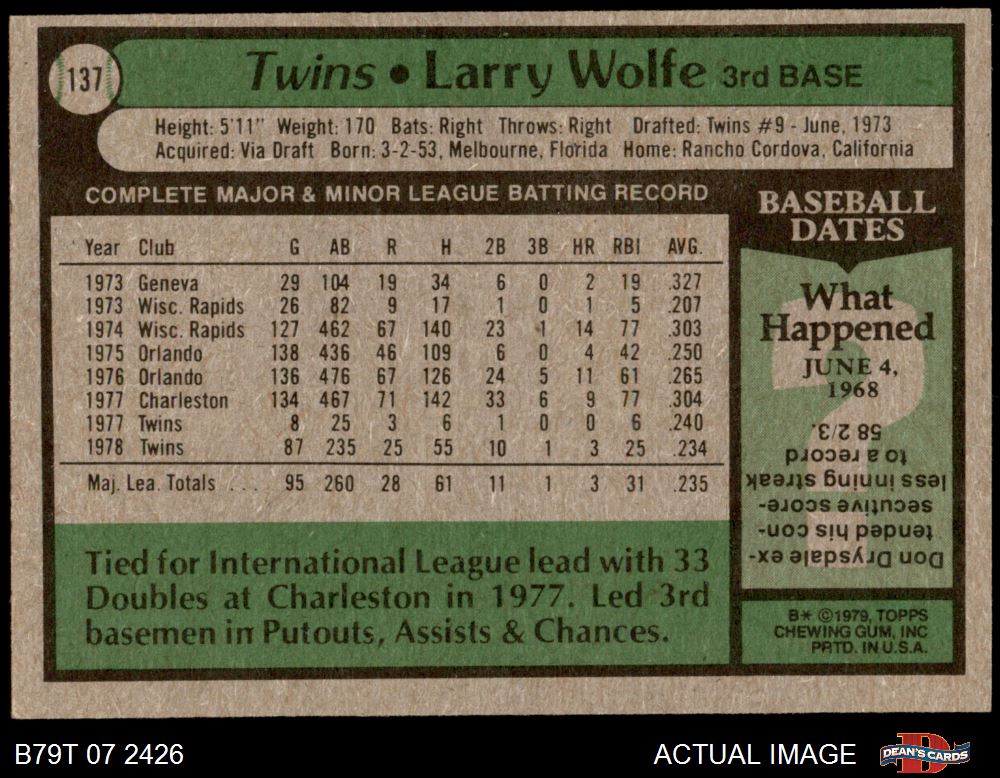 137
Twins • Larry Wolfe 3rd BASE
Height: 5'11" Weight: 170 Bats: Right Throws: Right Drafted: Twins #9 - June, 1973
Acquired: Via Draft Born: 3-2-53, Melbourne, Florida Home: Rancho Cordova, California
COMPLETE MAJOR & MINOR LEAGUE BATTING RECORD
Year Club G AB R H 2B 3B HR RBI AVG.
1973 Geneva 29 104 19 34 6 0 2 19 .327
1973 Wisc. Rapids 26 82 9 17 1 0 1 5 .207
1974 Wisc. Rapids 127 462 67 140 23 1 14 77 .303
1975 Orlando 138 436 46 109 6 0 4 42 .250
1976 Orlando 136 476 67 126 24 5 11 61 .265
1977 Charleston 134 467 71 142 33 6 9 77 .304
1977 Twins 8 25 3 6 1 0 0 6 .240
1978 Twins 87 235 25 55 10 1 3 25 .234
Maj. Lea. Totals ... 95 260 28 61 11 1 3 31 .235
Tied for International League lead with 33
Doubles at Charleston in 1977. Led 3rd
basemen in Putouts, Assists & Chances.
BASEBALL
DATES
What
Happened
JUNE 4,
1968
Don Drysdale ex-
tended his con-
secutive score-
less inning streak
to a record
58 2/3.
B* ©1979, TOPPS
CHEWING GUM, INC
PRTD. IN U.S.A.
B79T 07 2426
ACTUAL IMAGE
D
DEAN'S CARDS